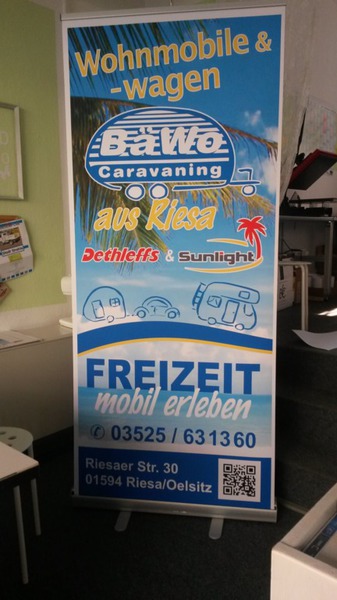 Wohnmobile &
-wagen
BäWo
Caravaning
aus Riesa
Dethleffs & Sunlight
FREIZEIT
mobil erleben
✆ 03525 / 631360
Riesaer Str. 30
01594 Riesa/Oelsitz